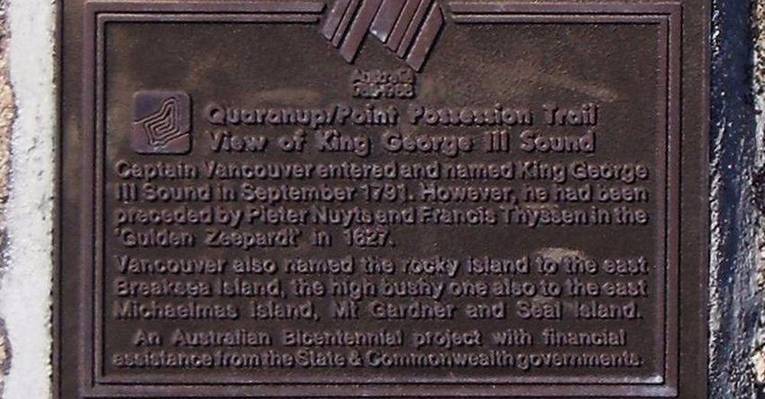 Australia
1788-1988
Quaranup/Point Possession Trail
View of King George III Sound
Captain Vancouver entered and named King George
III Sound in September 1791. However, he had been
preceded by Pieter Nuyts and Francis Thyssen in the
'Gulden Zeepardt' in 1627.
Vancouver also named the rocky island to the east
Breaksea Island, the high bushy one also to the east
Michaelmas Island, Mt Gardner and Seal Island.
An Australian Bicentennial project with financial
assistance from the State & Commonwealth governments.